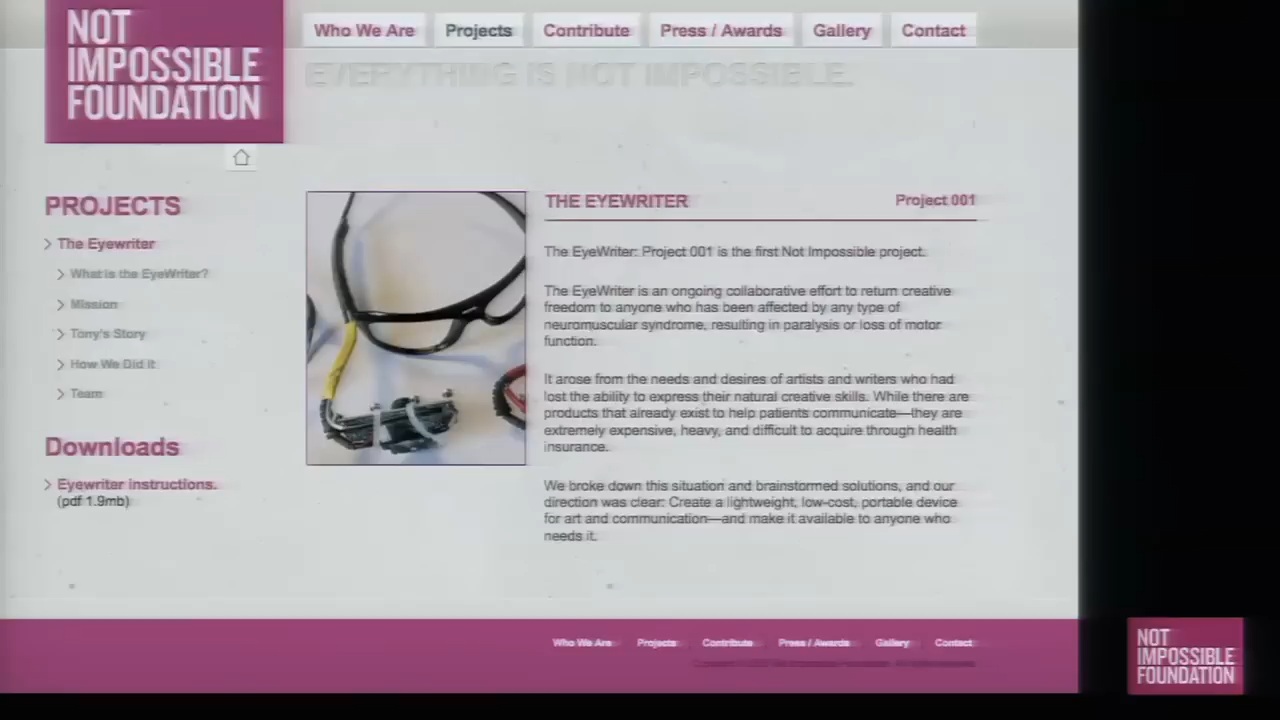 NOT
IMPOSSIBLE
FOUNDATION
Who We Are
Projects
Contribute
Press / Awards
Gallery
Contact
EVERYTHING IS NOT IMPOSSIBLE.
PROJECTS
The Eyewriter
What is the EyeWriter?
Mission
Tony's Story
How We Did It
Team
Downloads
Eyewriter instructions.
(pdf 1.9mb)
THE EYEWRITER
Project 001
The EyeWriter: Project 001 is the first Not Impossible project.
The EyeWriter is an ongoing collaborative effort to return creative
freedom to anyone who has been affected by any type of
neuromuscular syndrome, resulting in paralysis or loss of motor
function.
It arose from the needs and desires of artists and writers who had
lost the ability to express their natural creative skills. While there are
products that already exist to help patients communicate—they are
extremely expensive, heavy, and difficult to acquire through health
insurance.
We broke down this situation and brainstormed solutions, and our
direction was clear: Create a lightweight, low-cost, portable device
for art and communication—and make it available to anyone who
needs it.
Who We Are
Projects
Contribute
Press / Awards
Gallery
Contact
NOT
IMPOSSIBLE
FOUNDATION